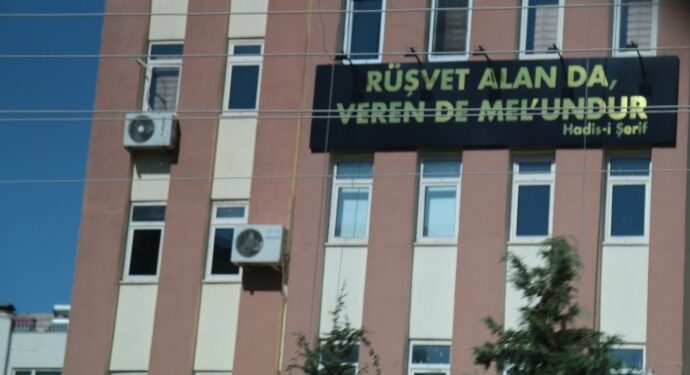 RÜŞVET ALAN DA,
VEREN DE MEL'UNDUR
Hadis-i Şerif